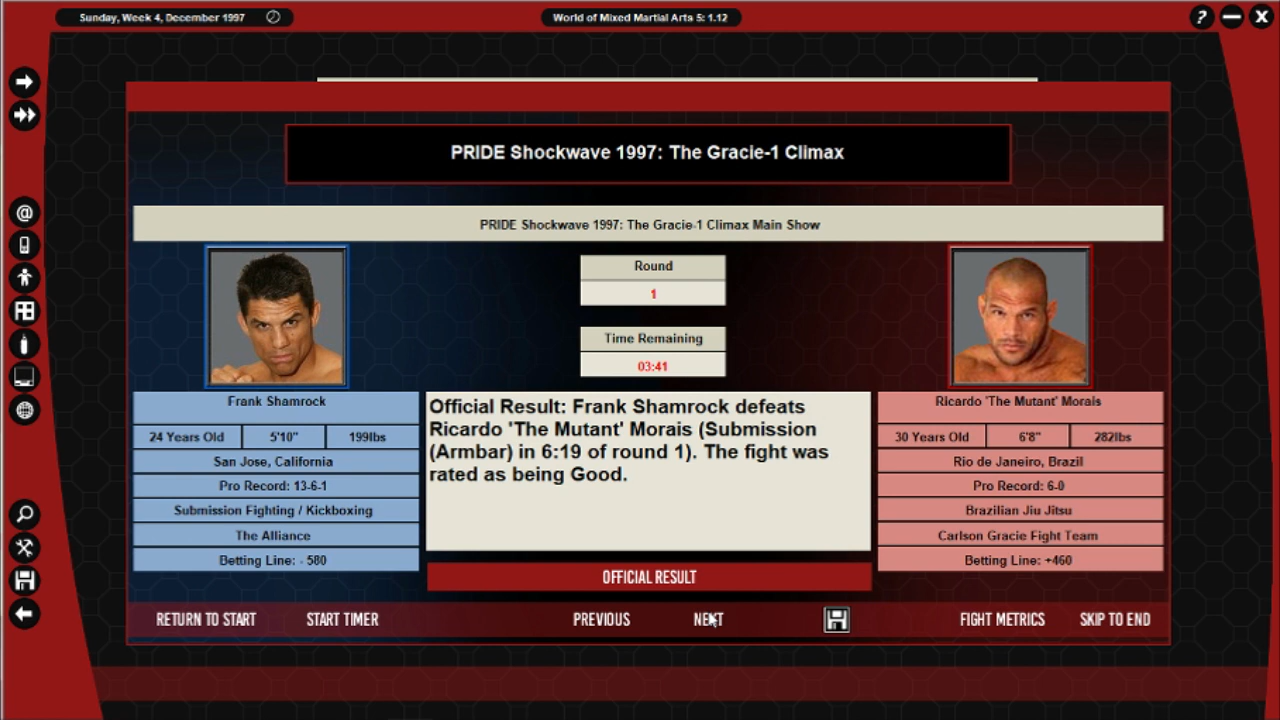 Sunday, Week 4, December 1997
World of Mixed Martial Arts 5: 1.12
?
X
@
PRIDE Shockwave 1997: The Gracie-1 Climax
PRIDE Shockwave 1997: The Gracie-1 Climax Main Show
Round
1
Time Remaining
03:41
Frank Shamrock
24 Years Old
5'10"
199lbs
San Jose, California
Pro Record: 13-6-1
Submission Fighting / Kickboxing
The Alliance
Betting Line: - 580
Official Result: Frank Shamrock defeats
Ricardo 'The Mutant' Morais (Submission
(Armbar) in 6:19 of round 1). The fight was
rated as being Good.
OFFICIAL RESULT
Ricardo 'The Mutant' Morais
30 Years Old
6'8"
282lbs
Rio de Janeiro, Brazil
Pro Record: 6-0
Brazilian Jiu Jitsu
Carlson Gracie Fight Team
Betting Line: +460
RETURN TO START
START TIMER
PREVIOUS
NEXT
FIGHT METRICS
SKIP TO END